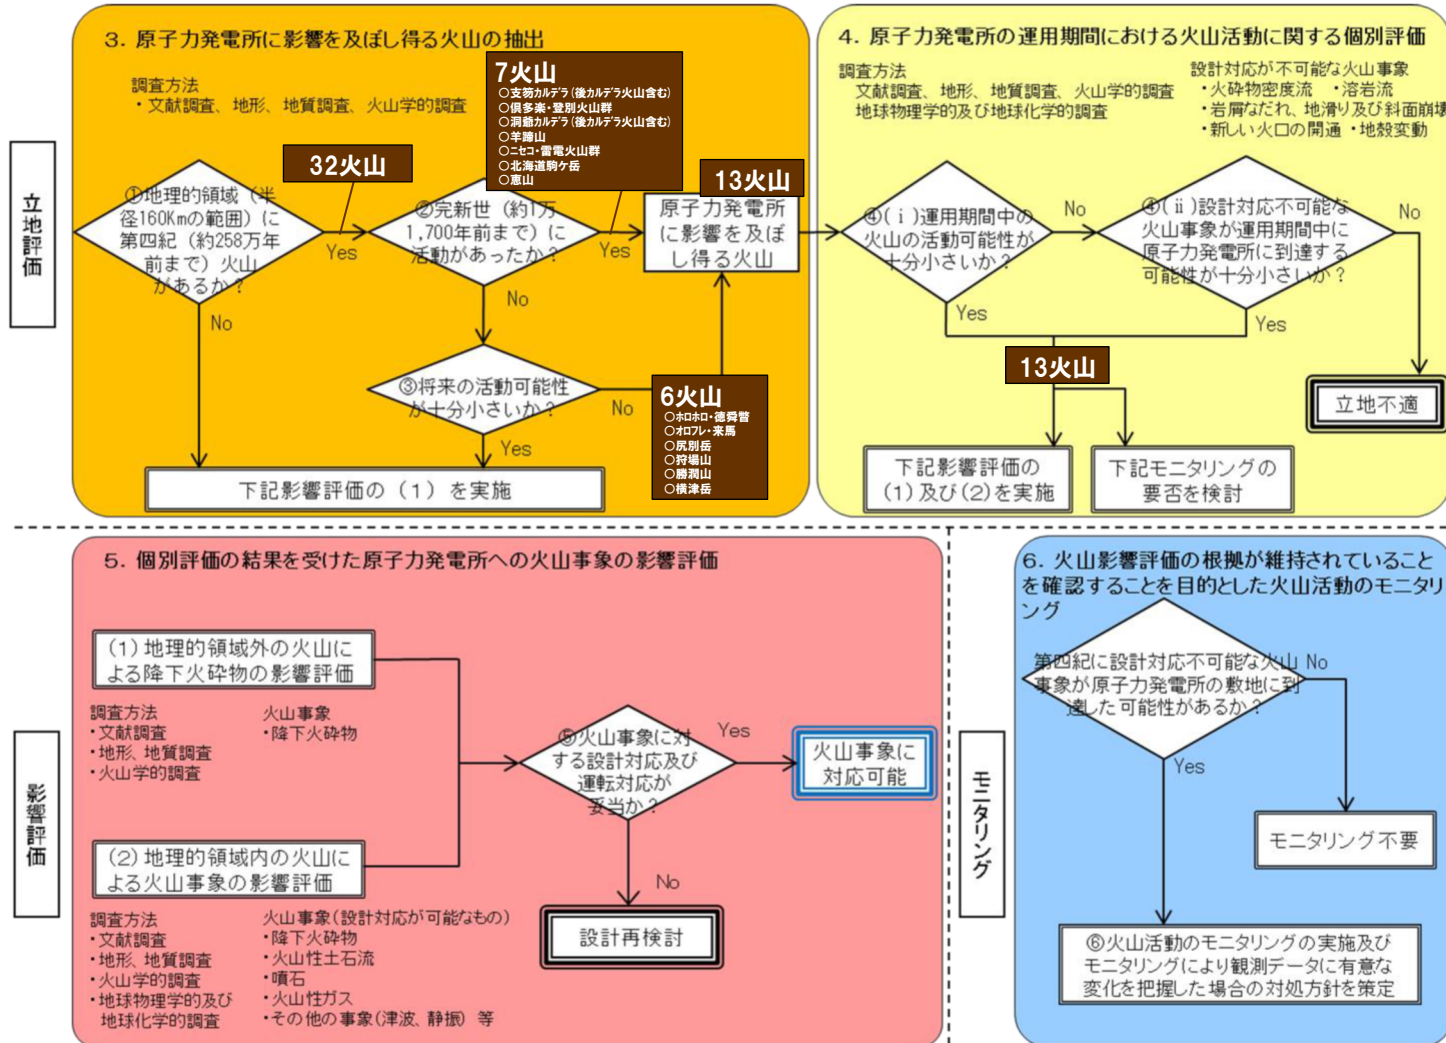 立地評価
3. 原子力発電所に影響を及ぼし得る火山の抽出
調査方法
・文献調査、地形、地質調査、火山学的調査
7火山
○支笏カルデラ(後カルデラ火山含む)
○倶多楽・登別火山群
○洞爺カルデラ(後カルデラ火山含む)
○羊蹄山
○ニセコ・雷電火山群
○北海道駒ケ岳
○恵山
32火山
13火山
①地理的領域（半
径160Kmの範囲）に
第四紀（約258万年
前まで）火山
があるか？
Yes
No
②完新世（約1万
1,700年前まで）に
活動があったか？
Yes
No
原子力発電所
に影響を及ぼ
し得る火山
③将来の活動可能性
が十分小さいか？
No
Yes
6火山
○ホロホロ・徳舜瞥
○オロフレ・来馬
○尻別岳
○狩場山
○勝澗山
○横津岳
下記影響評価の（1）を実施
4. 原子力発電所の運用期間における火山活動に関する個別評価
調査方法
文献調査、地形、地質調査、火山学的調査
地球物理学的及び地球化学的調査
設計対応が不可能な火山事象
・火砕物密度流 ・溶岩流
・岩屑なだれ、地滑り及び斜面崩壊
・新しい火口の開通 ・地殻変動
④(ⅰ)運用期間中の
火山の活動可能性が
十分小さいか？
No
Yes
④(ⅱ)設計対応不可能な
火山事象が運用期間中に
原子力発電所に到達する
可能性が十分小さいか？
No
Yes
13火山
立地不適
下記影響評価の
(1)及び(2)を実施
下記モニタリングの
要否を検討
影響評価
5. 個別評価の結果を受けた原子力発電所への火山事象の影響評価
(1)地理的領域外の火山に
よる降下火砕物の影響評価
調査方法
・文献調査
・地形、地質調査
・火山学的調査
火山事象
・降下火砕物
(2)地理的領域内の火山に
よる火山事象の影響評価
調査方法
・文献調査
・地形、地質調査
・火山学的調査
・地球物理学的及び
地球化学的調査
火山事象(設計対応が可能なもの)
・降下火砕物
・火山性土石流
・噴石
・火山性ガス
・その他の事象(津波、静振) 等
⑤火山事象に対
する設計対応及び
運転対応が
妥当か？
Yes
No
火山事象に
対応可能
設計再検討
モニタリング
6. 火山影響評価の根拠が維持されていること
を確認することを目的とした火山活動のモニタリ
ング
第四紀に設計対応不可能な火山
事象が原子力発電所の敷地に到
達した可能性があるか？
No
Yes
モニタリング不要
⑥火山活動のモニタリングの実施及び
モニタリングにより観測データに有意な
変化を把握した場合の対処方針を策定